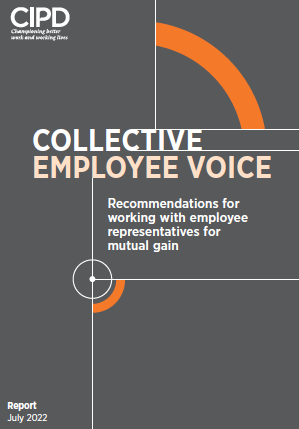 CIPD
Championing better
work and working lives
COLLECTIVE
EMPLOYEE VOICE
Recommendations for
working with employee
representatives for
mutual gain
Report
July 2022